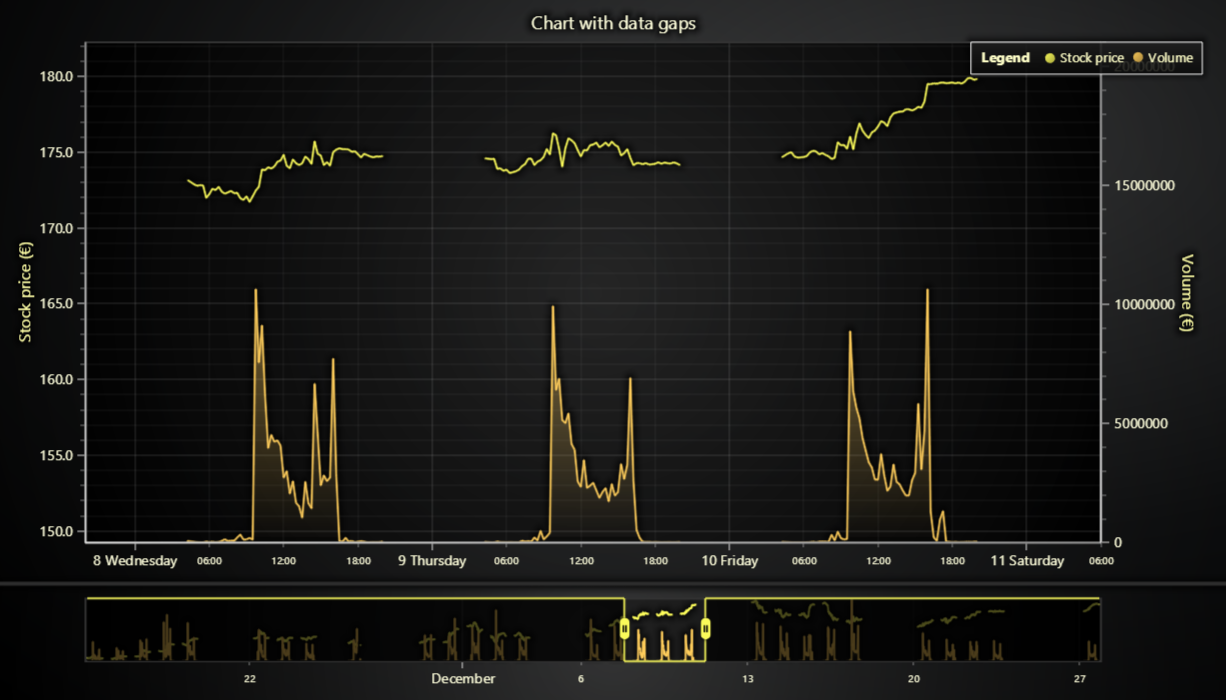 Chart with data gaps
Legend Stock price Volume
180.0
175.0
170.0
165.0
160.0
155.0
150.0
Stock price (€)
20000000
15000000
10000000
5000000
0
Volume (€)
8 Wednesday 06:00 12:00 18:00 9 Thursday 06:00 12:00 18:00 10 Friday 06:00 12:00 18:00 11 Saturday 06:00
22 December 6 13 20 27